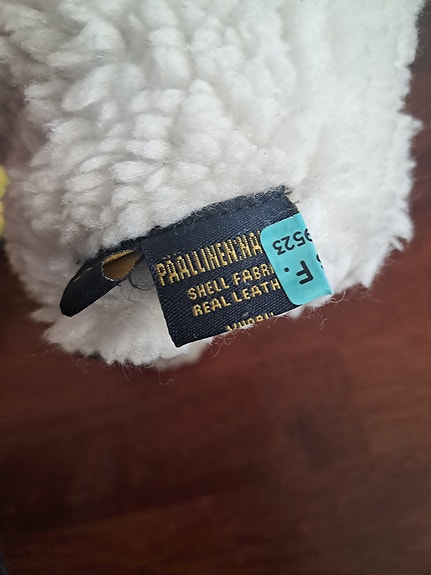 PÄÄLLINEN:NA
SHELL FABRI
REAL LEATH
F.
9523